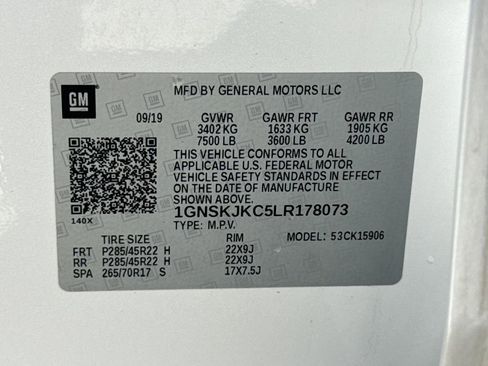 GM
MFD BY GENERAL MOTORS LLC
09/19 GVWR GAWR FRT GAWR RR
3402 KG 1633 KG 1905 KG
7500 LB 3600 LB 4200 LB
THIS VEHICLE CONFORMS TO ALL
APPLICABLE U.S. FEDERAL MOTOR
VEHICLE SAFETY STANDARDS IN EFFECT
ON THE DATE OF MANUFACTURE
SHOWN ABOVE.
140X
1GNSKJKC5LR178073
TYPE: M.P.V.
TIRE SIZE RIM MODEL: 53CK15906
FRT P285/45R22 H 22X9J
RR P285/45R22 H 22X9J
SPA 265/70R17 S 17X7.5J